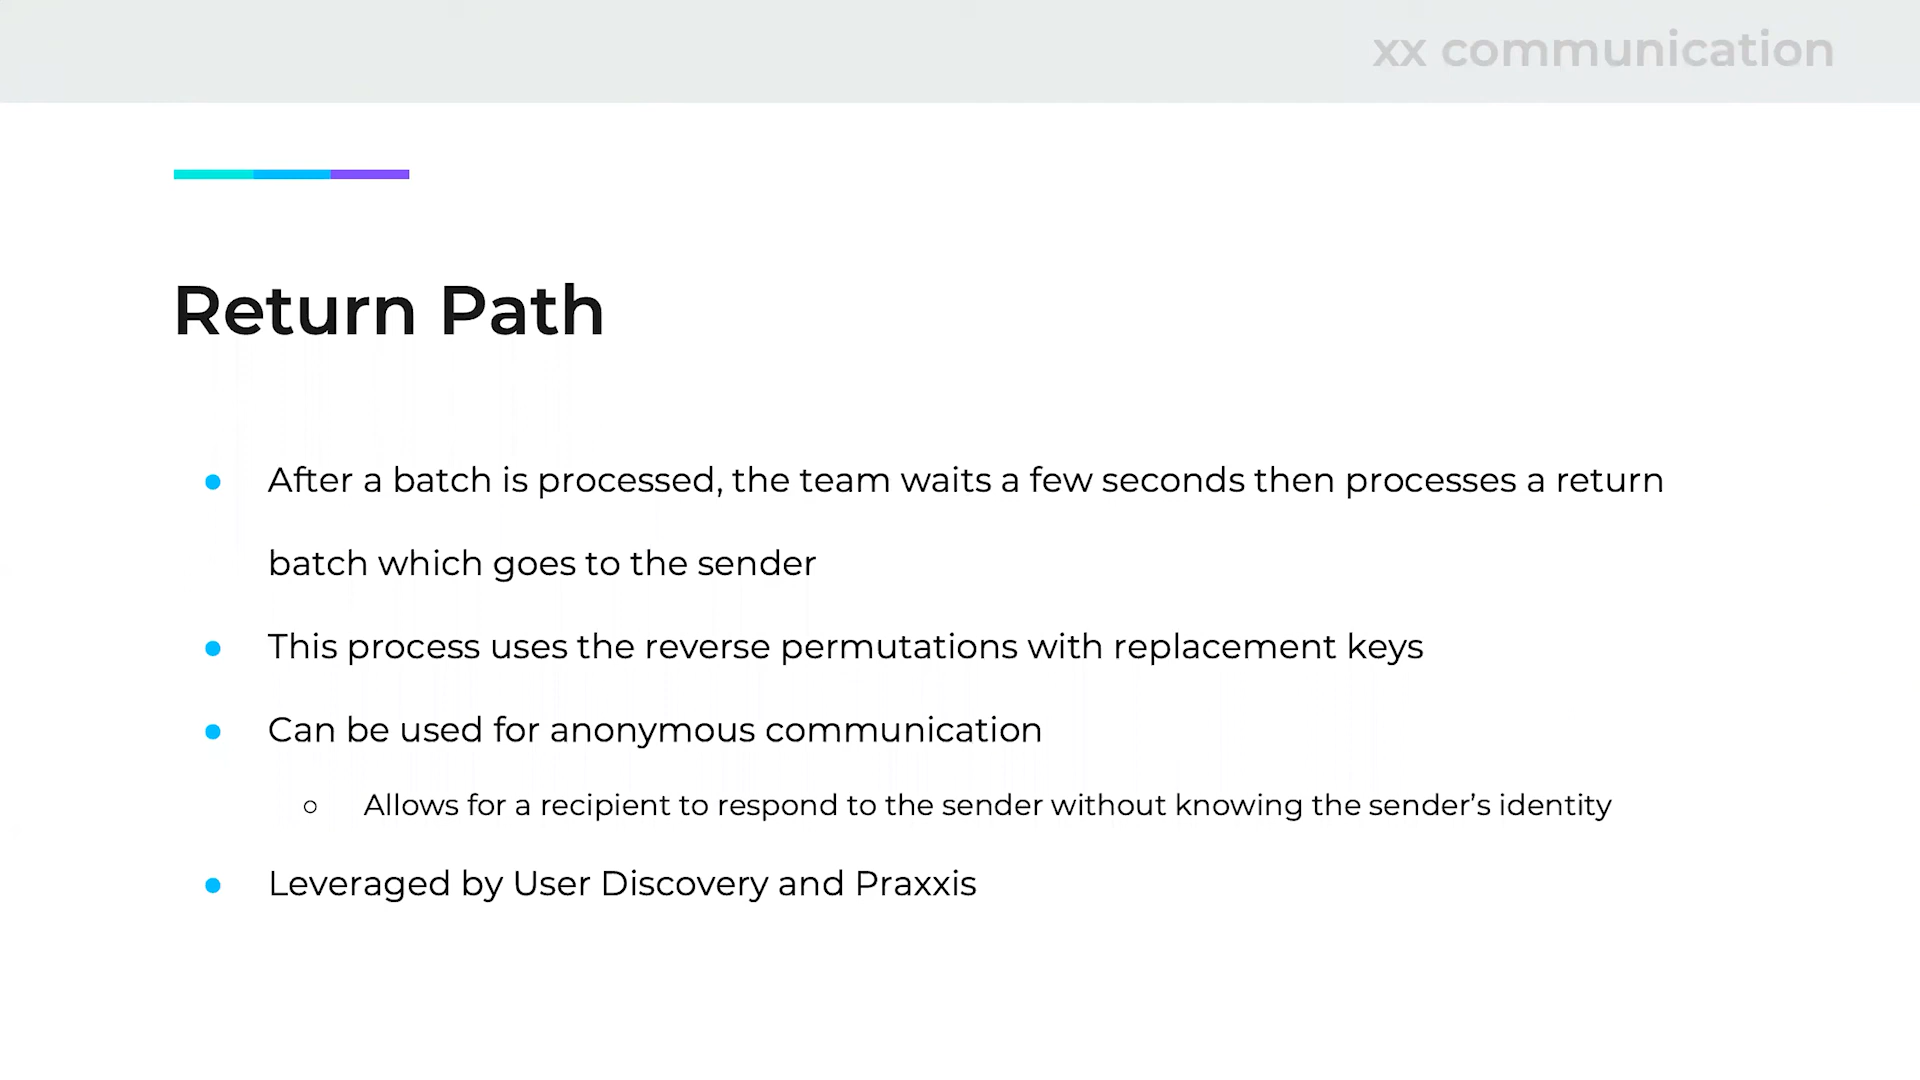 xx communication
Return Path
● After a batch is processed, the team waits a few seconds then processes a return
batch which goes to the sender
● This process uses the reverse permutations with replacement keys
● Can be used for anonymous communication
○ Allows for a recipient to respond to the sender without knowing the sender’s identity
● Leveraged by User Discovery and Praxxis